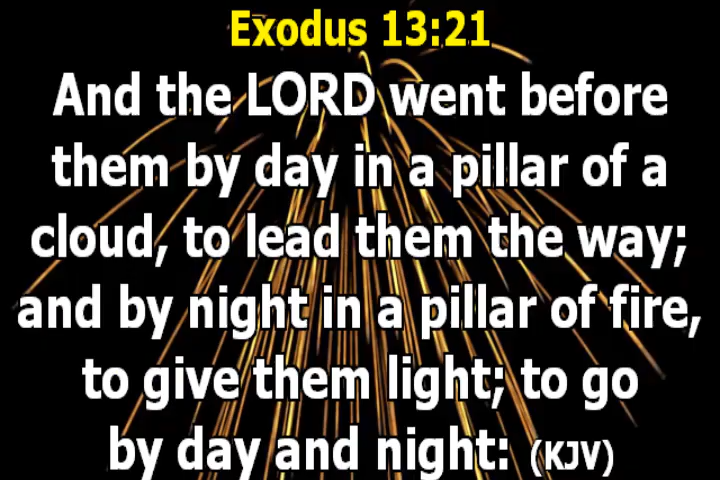 Exodus 13:21
And the LORD went before
them by day in a pillar of a
cloud, to lead them the way;
and by night in a pillar of fire,
to give them light; to go
by day and night: (KJV)